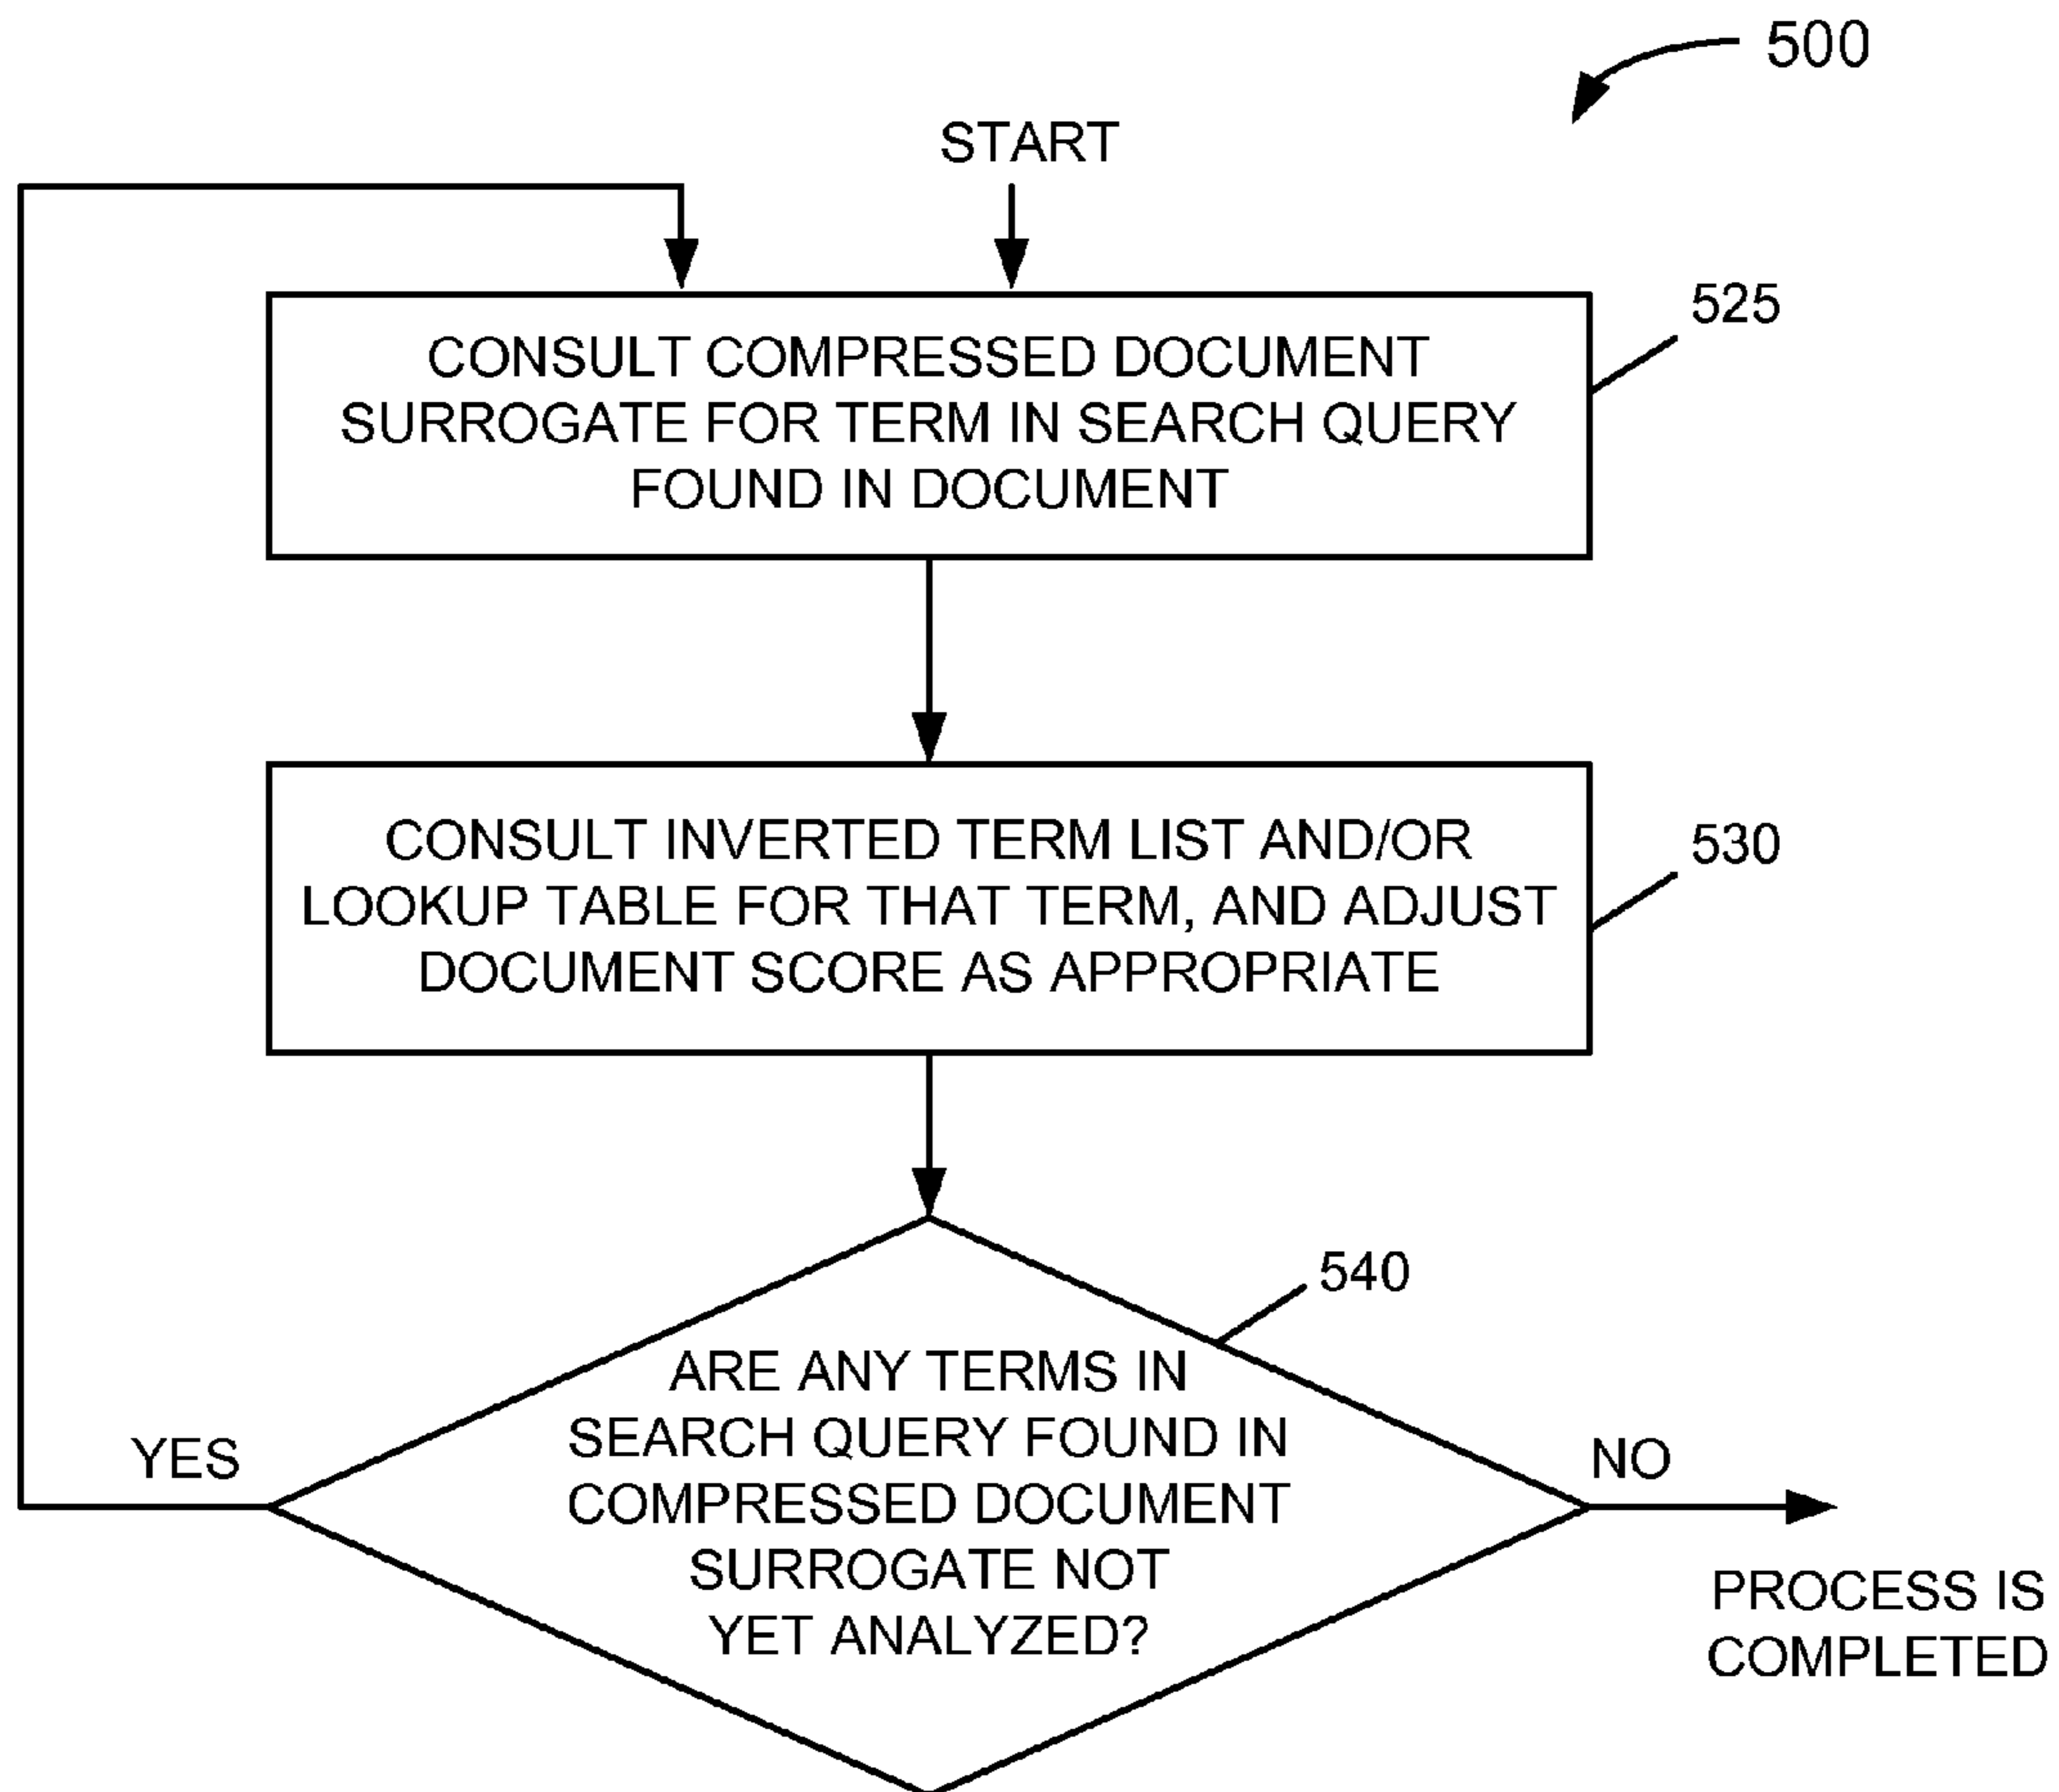 500
START
525
CONSULT COMPRESSED DOCUMENT
SURROGATE FOR TERM IN SEARCH QUERY
FOUND IN DOCUMENT
530
CONSULT INVERTED TERM LIST AND/OR
LOOKUP TABLE FOR THAT TERM, AND ADJUST
DOCUMENT SCORE AS APPROPRIATE
540
ARE ANY TERMS IN
SEARCH QUERY FOUND IN
COMPRESSED DOCUMENT
SURROGATE NOT
YET ANALYZED?
YES
NO
PROCESS IS
COMPLETED